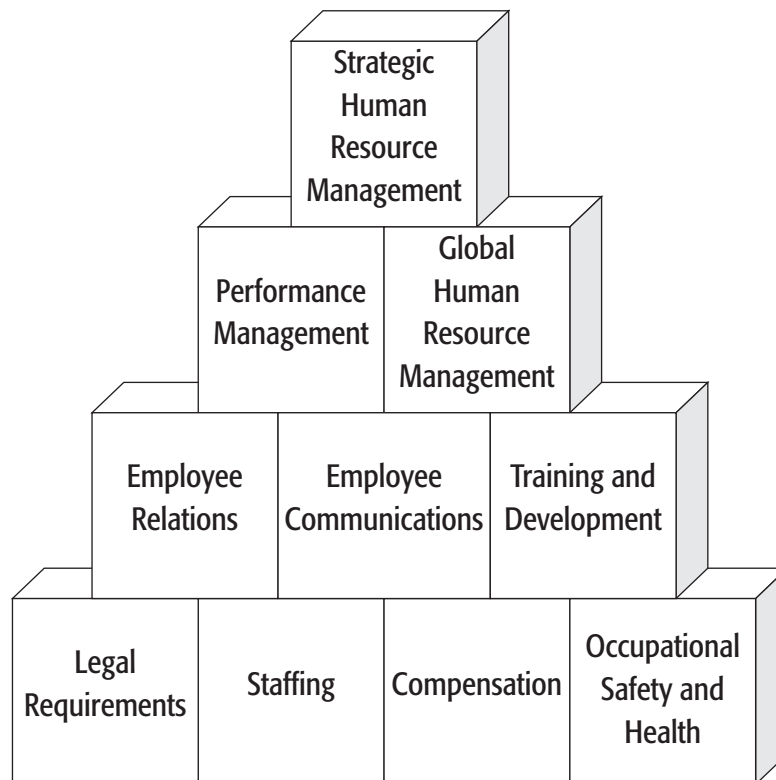 Strategic
Human
Resource
Management
Performance
Management
Global
Human
Resource
Management
Employee
Relations
Employee
Communications
Training and
Development
Legal
Requirements
Staffing
Compensation
Occupational
Safety and
Health